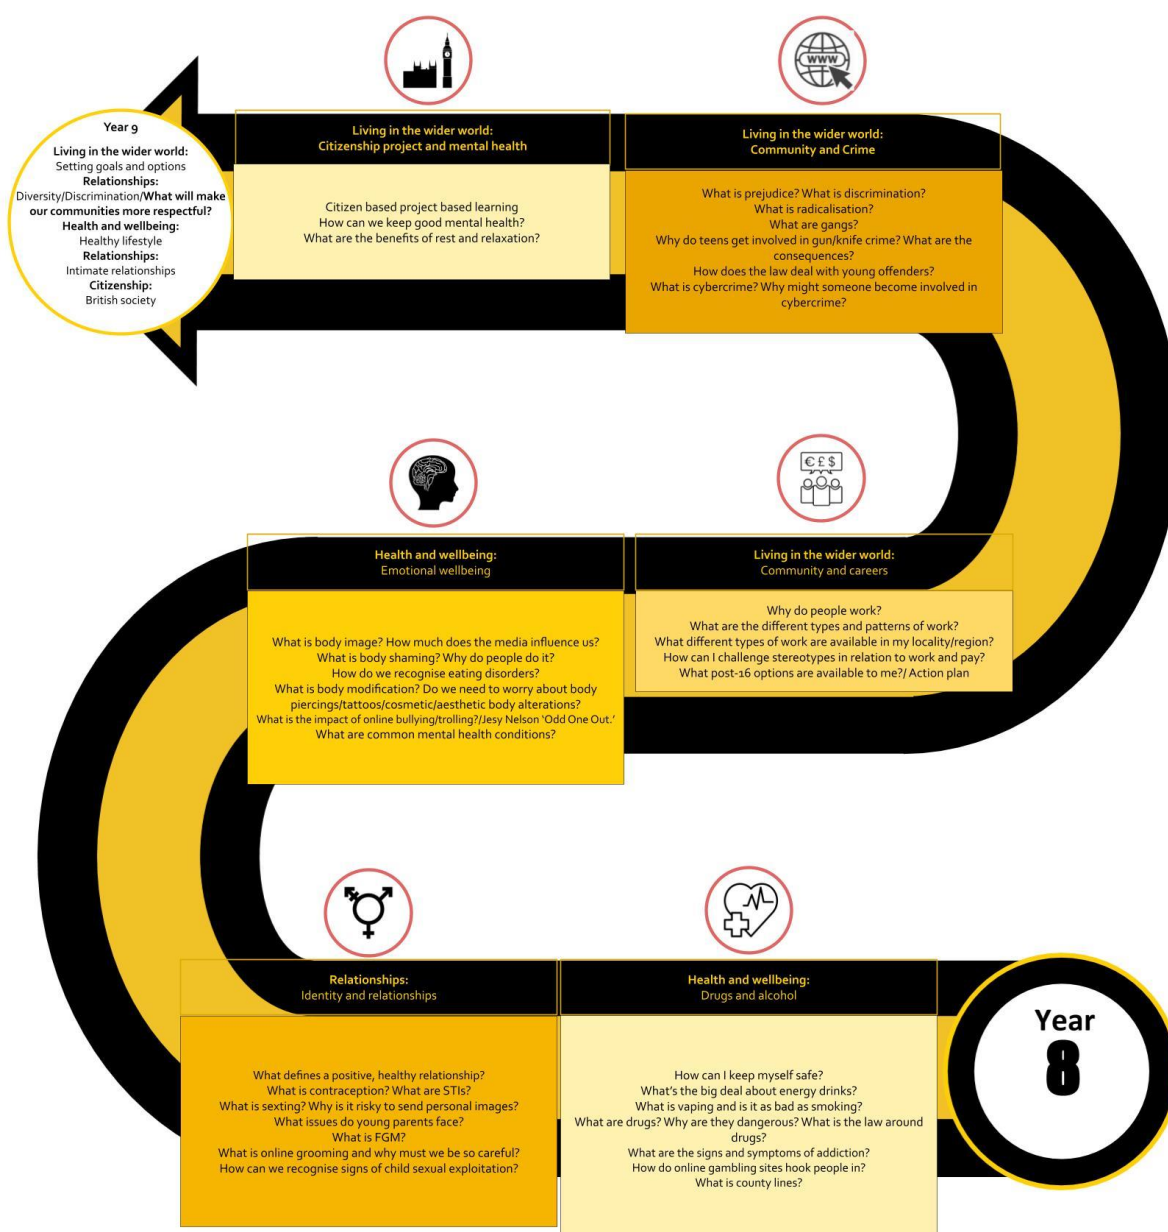 WWW
Year 9
Living in the wider world:
Setting goals and options
Relationships:
Diversity/Discrimination/What will make
our communities more respectful?
Health and wellbeing:
Healthy lifestyle
Relationships:
Intimate relationships
Citizenship:
British society
Living in the wider world:
Citizenship project and mental health
Citizen based project based learning
How can we keep good mental health?
What are the benefits of rest and relaxation?
Living in the wider world:
Community and Crime
What is prejudice? What is discrimination?
What is radicalisation?
What are gangs?
Why do teens get involved in gun/knife crime? What are the
consequences?
How does the law deal with young offenders?
What is cybercrime? Why might someone become involved in
cybercrime?
€£$
Health and wellbeing:
Emotional wellbeing
What is body image? How much does the media influence us?
What is body shaming? Why do people do it?
How do we recognise eating disorders?
What is body modification? Do we need to worry about body
piercings/tattoos/cosmetic/aesthetic body alterations?
What is the impact of online bullying/trolling?/Jesy Nelson ‘Odd One Out.’
What are common mental health conditions?
Living in the wider world:
Community and careers
Why do people work?
What are the different types and patterns of work?
What different types of work are available in my locality/region?
How can I challenge stereotypes in relation to work and pay?
What post-16 options are available to me?/ Action plan
Relationships:
Identity and relationships
What defines a positive, healthy relationship?
What is contraception? What are STIs?
What is sexting? Why is it risky to send personal images?
What issues do young parents face?
What is FGM?
What is online grooming and why must we be so careful?
How can we recognise signs of child sexual exploitation?
Health and wellbeing:
Drugs and alcohol
How can I keep myself safe?
What's the big deal about energy drinks?
What is vaping and is it as bad as smoking?
What are drugs? Why are they dangerous? What is the law around
drugs?
What are the signs and symptoms of addiction?
How do online gambling sites hook people in?
What is county lines?
Year
8